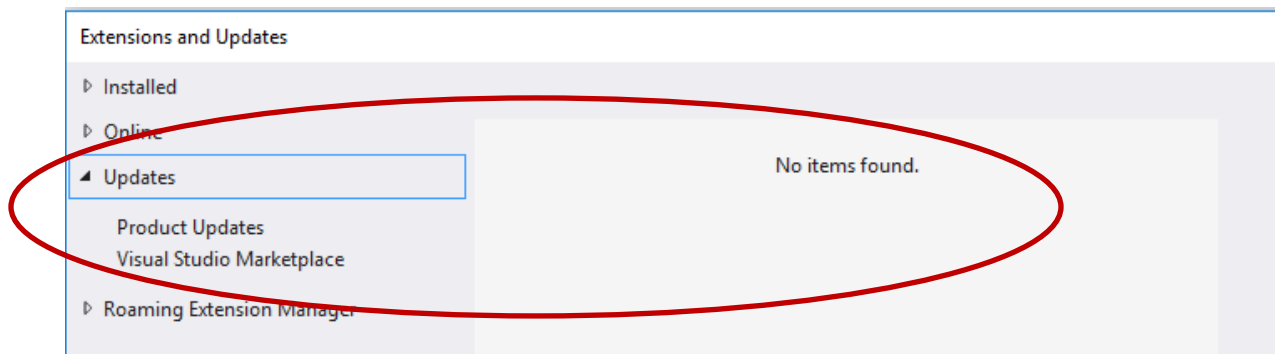 Extensions and Updates
Installed
Online
Updates
No items found.
Product Updates
Visual Studio Marketplace
Roaming Extension Manager